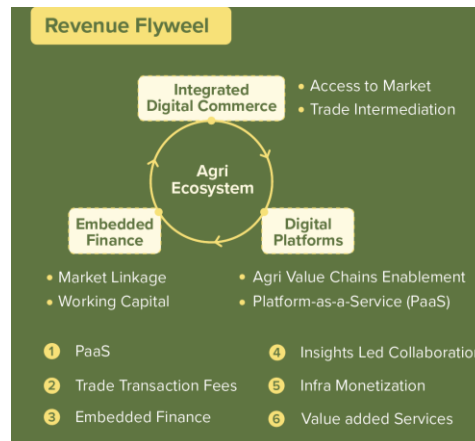 Revenue Flyweel
Integrated
Digital Commerce
• Access to Market
• Trade Intermediation
Agri
Ecosystem
Embedded
Finance
Digital
Platforms
• Market Linkage
• Working Capital
• Agri Value Chains Enablement
• Platform-as-a-Service (PaaS)
1 PaaS
2 Trade Transaction Fees
3 Embedded Finance
4 Insights Led Collaboration
5 Infra Monetization
6 Value added Services